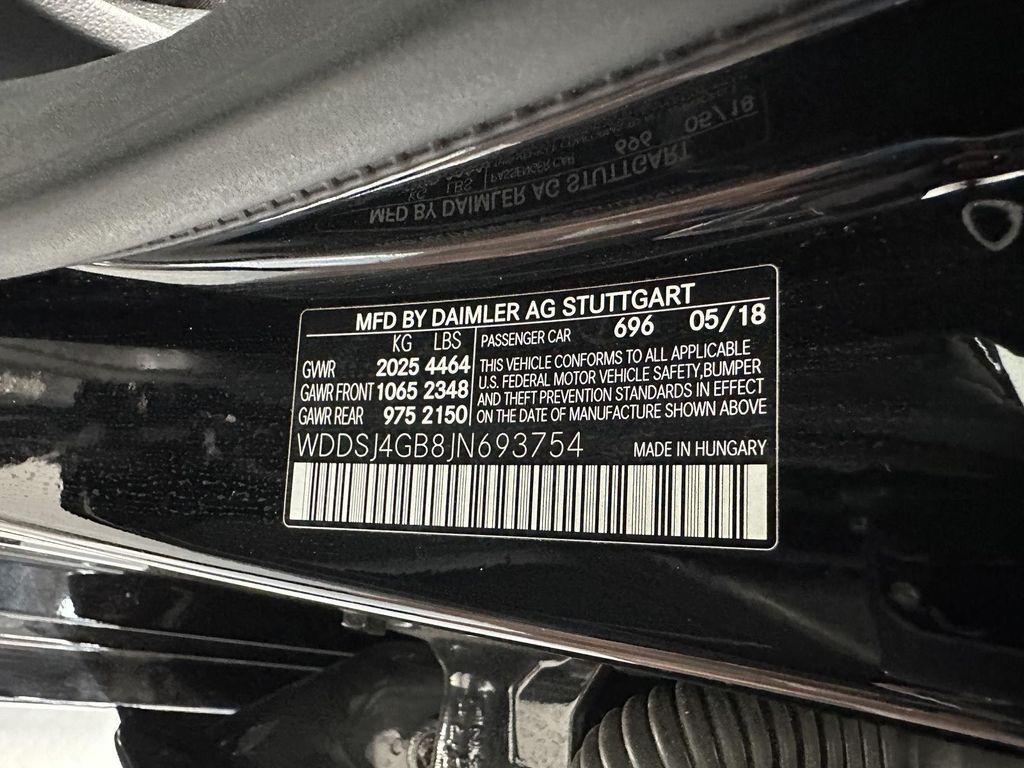 MFD BY DAIMLER AG STUTTGART
KG LBS PASSENGER CAR 696 05/18
GVWR 2025 4464
GAWR FRONT 1065 2348
GAWR REAR 975 2150
THIS VEHICLE CONFORMS TO ALL APPLICABLE
U.S. FEDERAL MOTOR VEHICLE SAFETY,BUMPER
AND THEFT PREVENTION STANDARDS IN EFFECT
ON THE DATE OF MANUFACTURE SHOWN ABOVE
WDDSJ4GB8JN693754 MADE IN HUNGARY